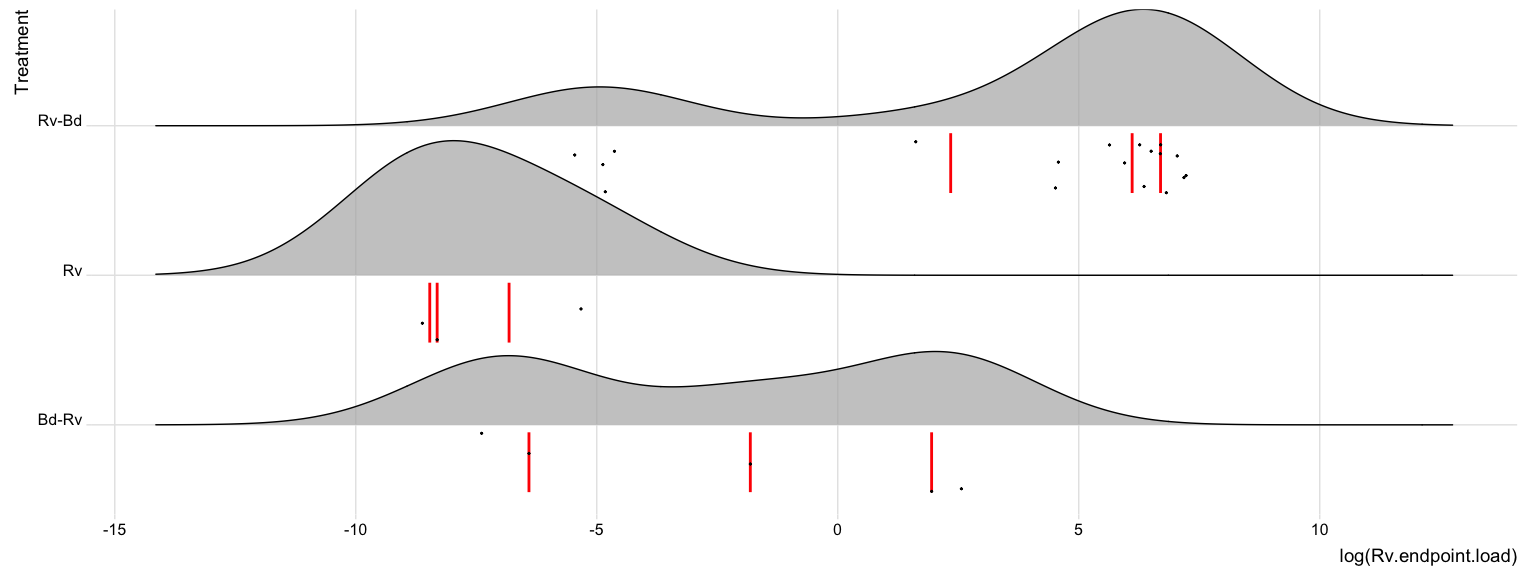 Treatment
Rv-Bd
Rv
Bd-Rv
-15 -10 -5 0 5 10
log(Rv.endpoint.load)